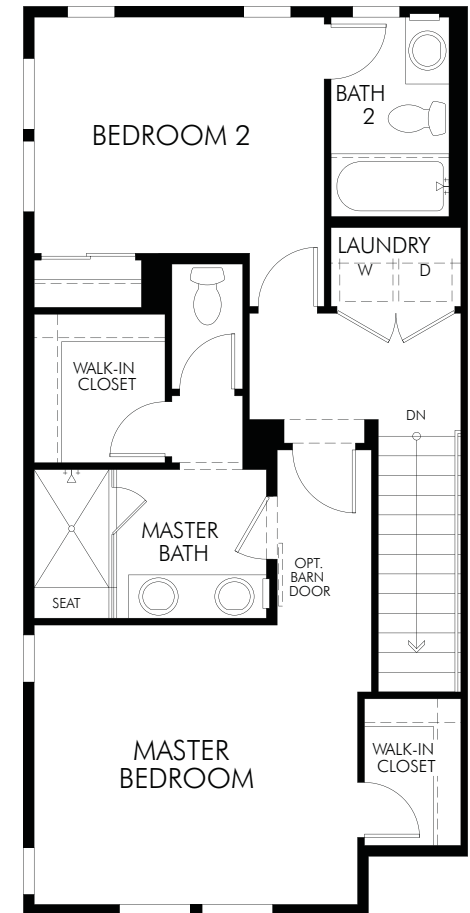 BATH
2
BEDROOM 2
LAUNDRY
W D
WALK-IN
CLOSET
DN
MASTER
BATH
OPT.
BARN
DOOR
SEAT
MASTER
BEDROOM
WALK-IN
CLOSET